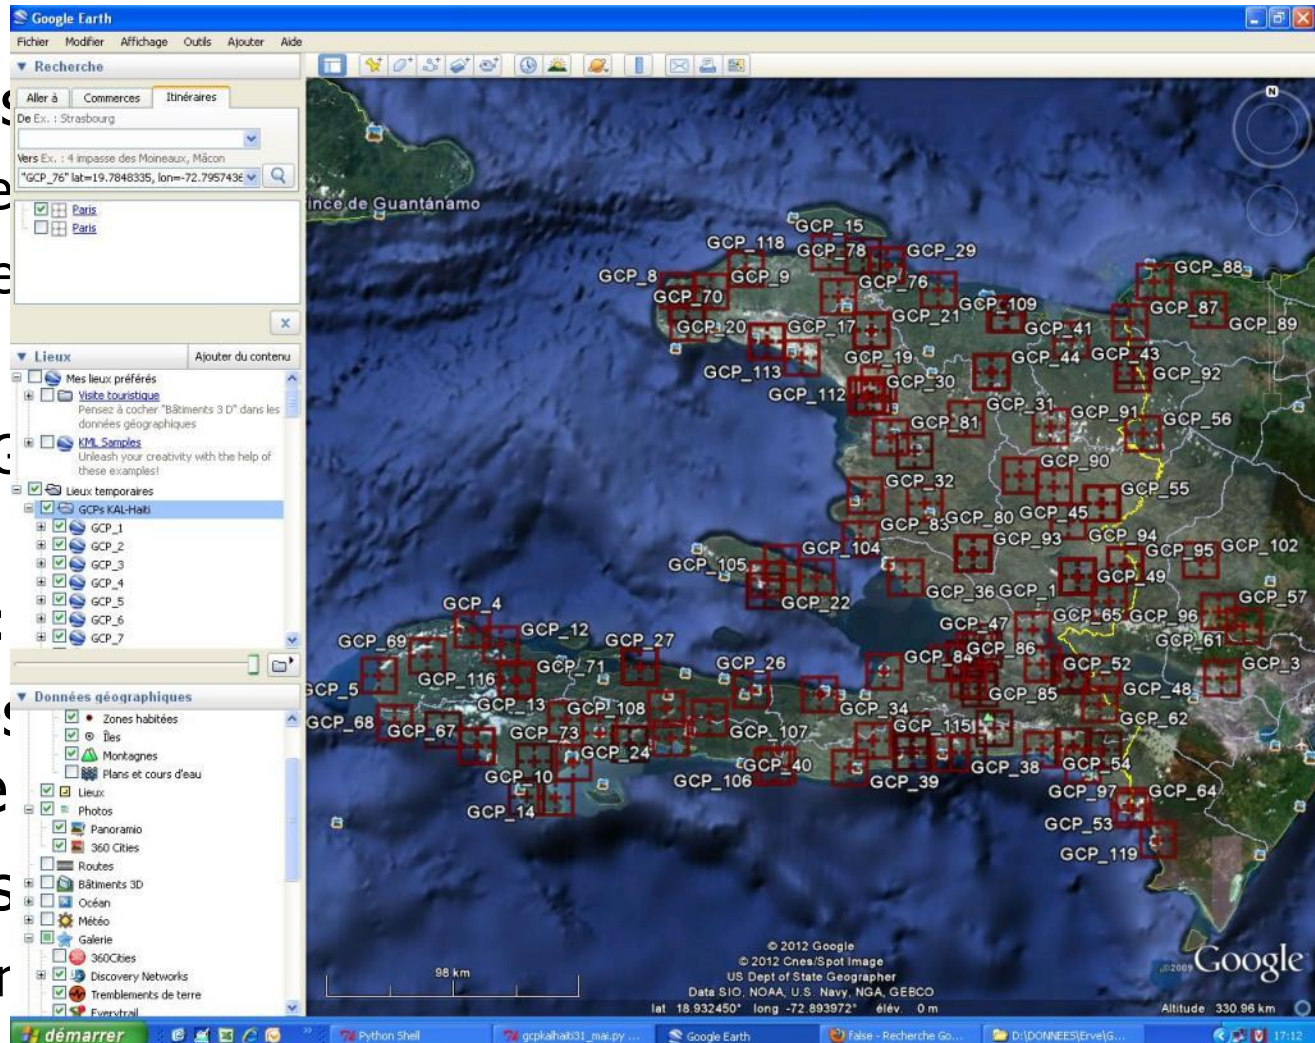 Google Earth
Fichier Modifier Affichage Outils Ajouter Aide
Recherche
Aller à Commerces Itinéraires
De Ex. : Strasbourg
Vers Ex. : 4 impasse des Moineaux, Mâcon
"GCP_76" lat=19.7848335, lon=-72.7957436
Paris
Paris
Lieux Ajouter du contenu
Mes lieux préférés
Visite touristique
Pensez à cocher "Bâtiments 3 D" dans les
données géographiques
KML Samples
Unleash your creativity with the help of
these examples!
Lieux temporaires
GCPs KAL-Haiti
GCP_1
GCP_2
GCP_3
GCP_4
GCP_5
GCP_6
GCP_7
Données géographiques
Zones habitées
Îles
Montagnes
Plans et cours d'eau
Lieux
Photos
Panoramio
360 Cities
Routes
Bâtiments 3D
Océan
Météo
Galerie
360Cities
Discovery Networks
Tremblements de terre
Everytrail
N
ince de Guantánamo
GCP_15
GCP_118 GCP_78 GCP_29
GCP_8 GCP_9 GCP_76 GCP_88
GCP_70 GCP_109 GCP_87
GCP_20 GCP_17 GCP_21 GCP_41 GCP_89
GCP_113 GCP_19 GCP_44 GCP_43
GCP_112 GCP_30 GCP_92
GCP_81 GCP_31 GCP_91 GCP_56
GCP_90
GCP_32 GCP_55
GCP_83 GCP_80 GCP_45
GCP_104 GCP_93 GCP_94 GCP_95 GCP_102
GCP_105 GCP_49
GCP_22 GCP_36 GCP_1 GCP_57
GCP_4 GCP_65 GCP_96
GCP_69 GCP_12 GCP_27 GCP_47 GCP_61
GCP_116 GCP_71 GCP_26 GCP_84 GCP_86 GCP_52 GCP_3
GCP_5 GCP_85 GCP_48
GCP_68 GCP_67 GCP_13 GCP_108 GCP_34 GCP_62
GCP_73 GCP_24 GCP_107 GCP_115
GCP_10 GCP_106 GCP_40 GCP_39 GCP_38 GCP_54
GCP_14 GCP_97 GCP_64
GCP_53
GCP_119
© 2012 Google
© 2012 Cnes/Spot Image
US Dept of State Geographer
Data SIO, NOAA, U.S. Navy, NGA, GEBCO
98 km
©2009 Google
lat 18.932450° long -72.893972° élév. 0 m Altitude 330.96 km
démarrer Python Shell gcpkalhaiti31_mai.py ... Google Earth false - Recherche Go... D:\DONNEES\Erve\G... 17:12